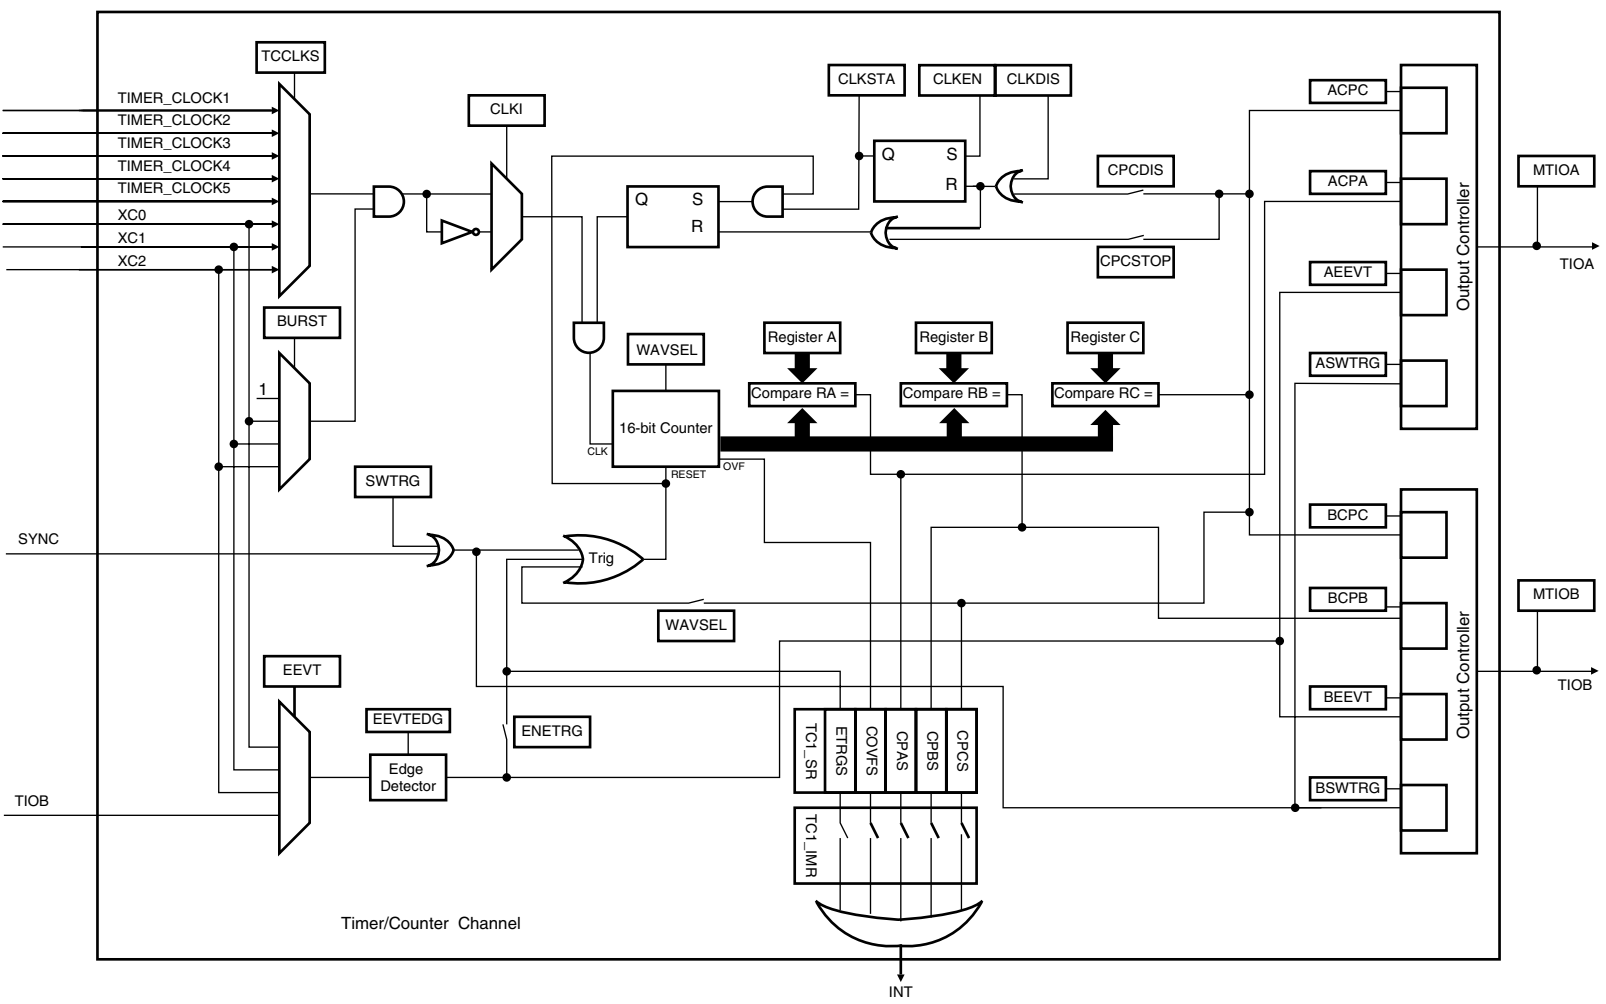 TCCLKS
TIMER_CLOCK1
TIMER_CLOCK2
TIMER_CLOCK3
TIMER_CLOCK4
TIMER_CLOCK5
XC0
XC1
XC2
CLKI
CLKSTA
CLKEN
CLKDIS
Q
S
R
Q
S
R
CPCDIS
CPCSTOP
ACPC
ACPA
AEEVT
ASWTRG
Output Controller
MTIOA
TIOA
BURST
1
WAVSEL
Register A
Register B
Register C
Compare RA =
Compare RB =
Compare RC =
16-bit Counter
CLK
RESET
OVF
SWTRG
SYNC
Trig
WAVSEL
BCPC
BCPB
BEEVT
BSWTRG
Output Controller
MTIOB
TIOB
EEVT
EEVTEDG
Edge
Detector
ENETRG
TIOB
TC1_SR
ETRGS
COVFS
CPAS
CPBS
CPCS
TC1_IMR
Timer/Counter Channel
INT